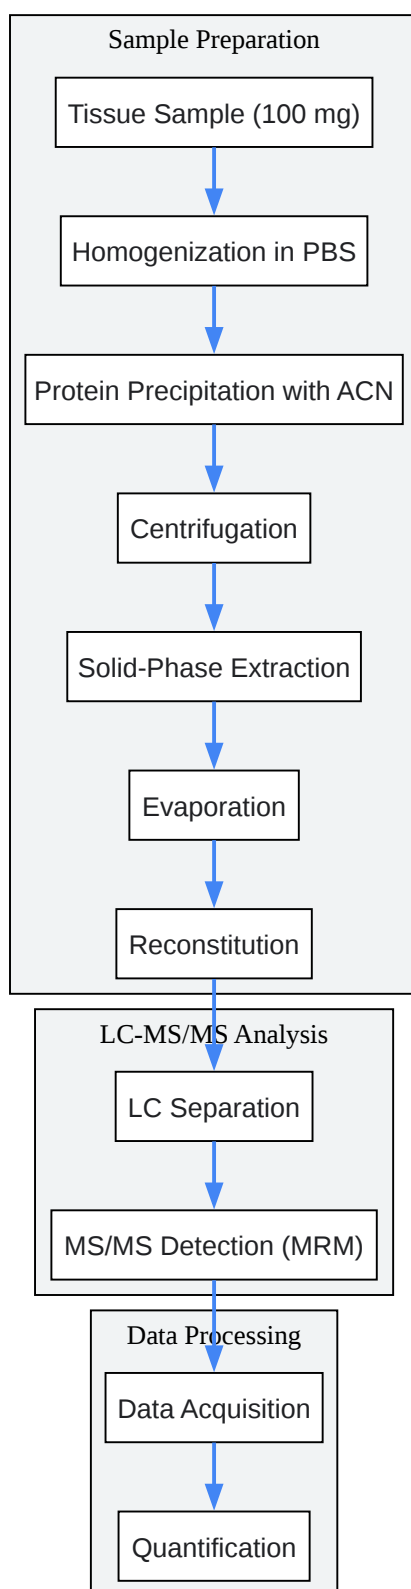 Sample Preparation
Tissue Sample (100 mg)
Homogenization in PBS
Protein Precipitation with ACN
Centrifugation
Solid-Phase Extraction
Evaporation
Reconstitution
LC-MS/MS Analysis
LC Separation
MS/MS Detection (MRM)
Data Processing
Data Acquisition
Quantification